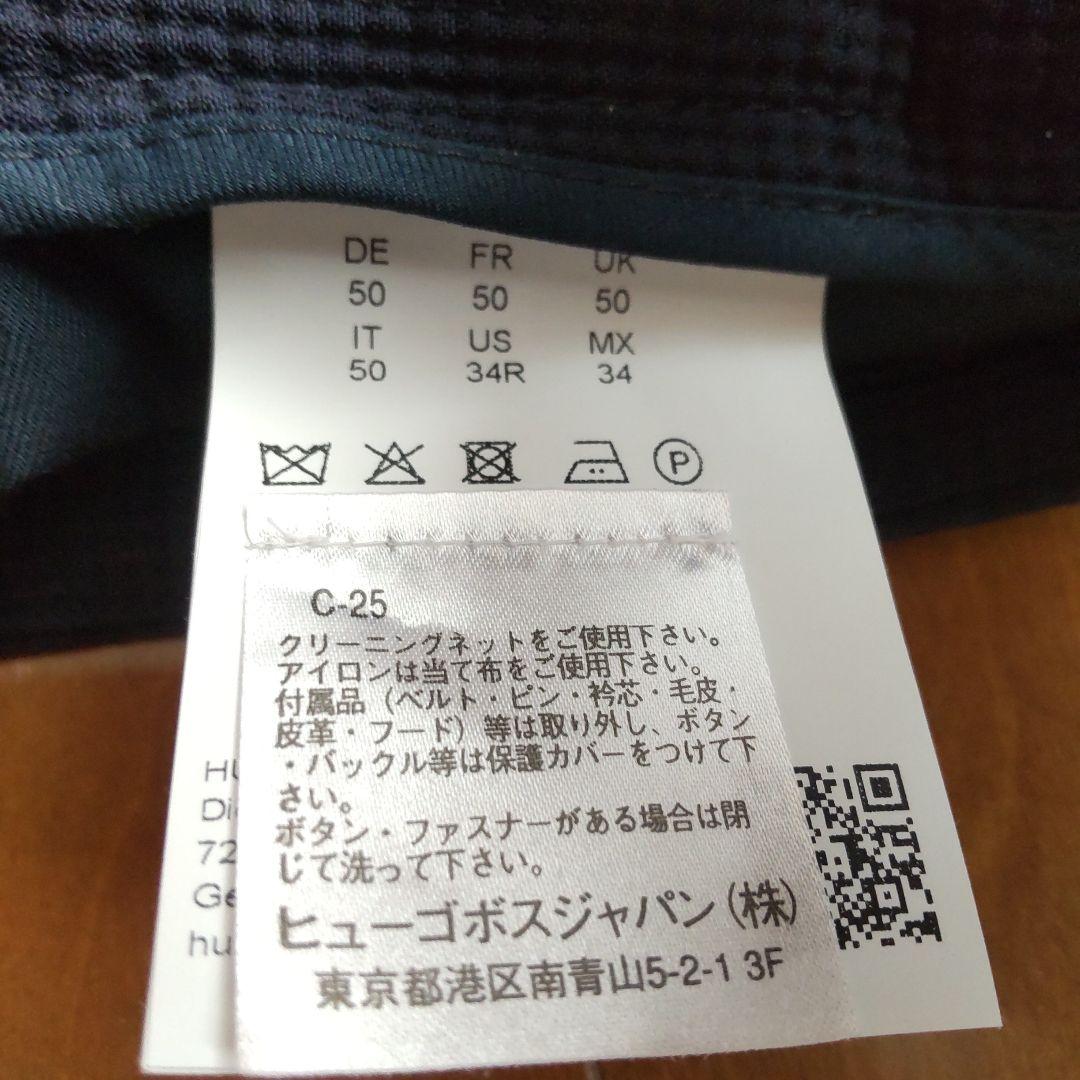 DE FR UK
50 50 50
IT US MX
50 34R 34
P
C-25
クリーニングネットをご使用下さい。
アイロンは当て布をご使用下さい。
付属品（ベルト・ピン・衿芯・毛皮・
皮革・フード）等は取り外し、ボタン
・バックル等は保護カバーをつけて下
さい。
ボタン・ファスナーがある場合は閉
じて洗って下さい。
ヒューゴボスジャパン（株）
東京都港区南青山5-2-1 3F
72